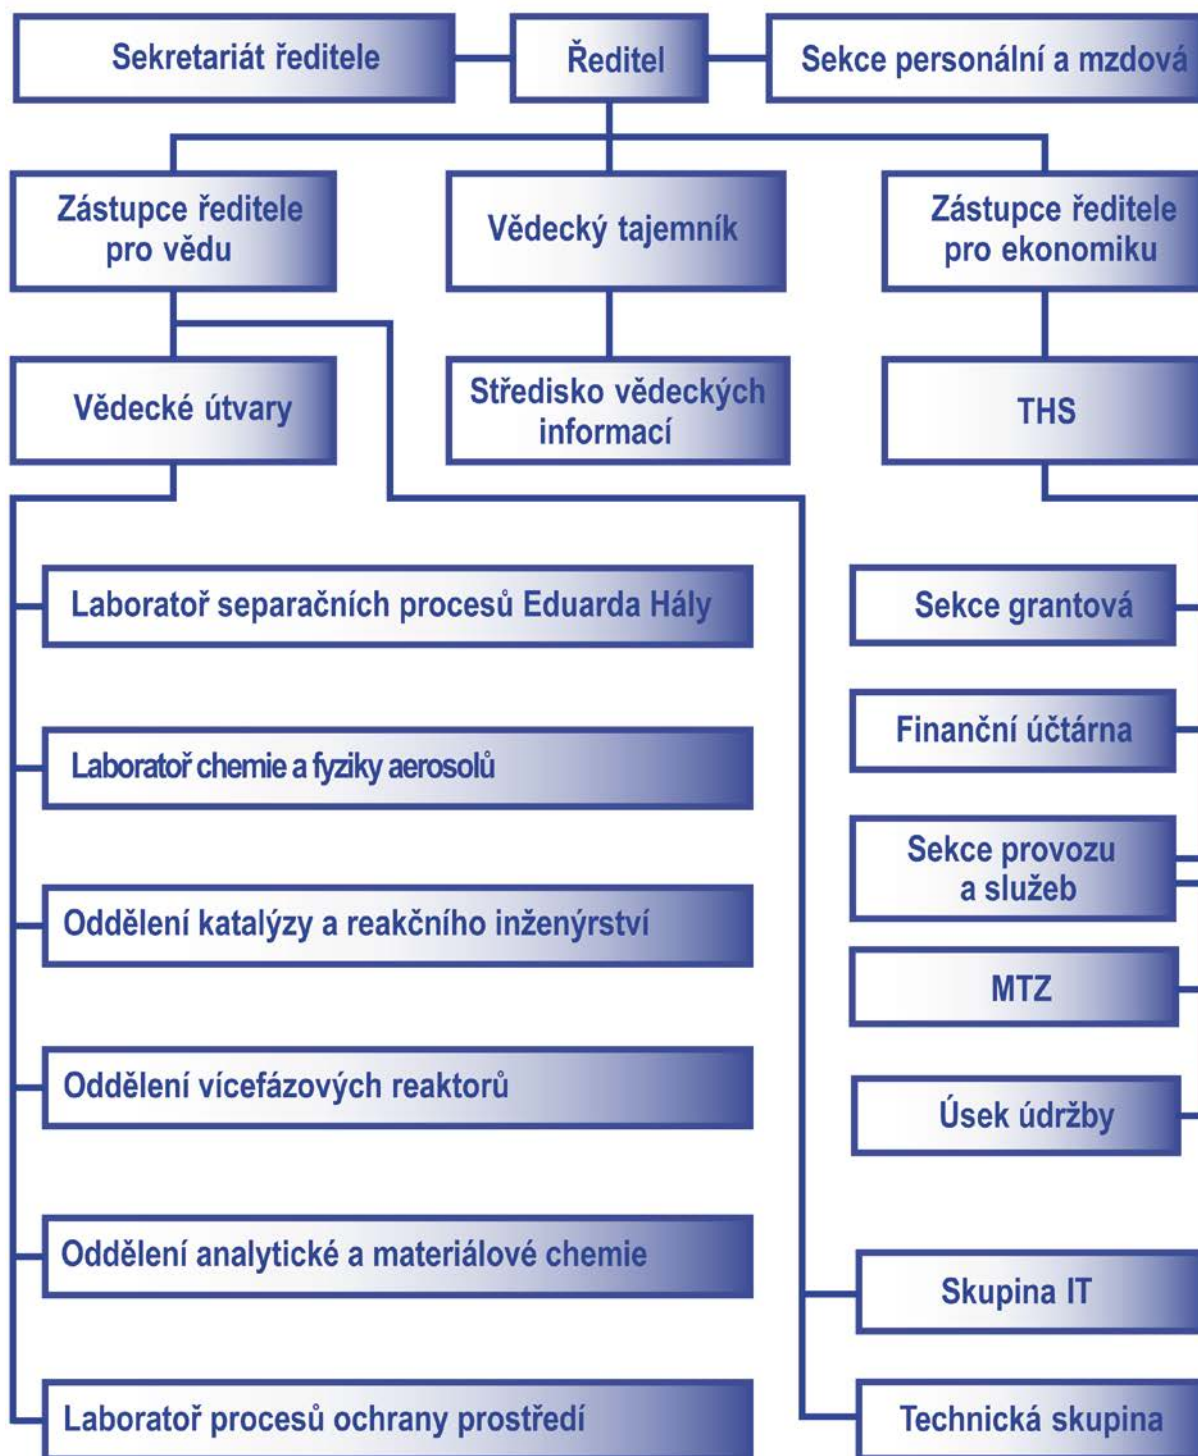 Sekretariát ředitele
Ředitel
Sekce personální a mzdová
Zástupce ředitele
pro vědu
Vědecký tajemník
Zástupce ředitele
pro ekonomiku
Vědecké útvary
Středisko vědeckých
informací
THS
Laboratoř separačních procesů Eduarda Hály
Laboratoř chemie a fyziky aerosolů
Oddělení katalýzy a reakčního inženýrství
Oddělení vícefázových reaktorů
Oddělení analytické a materiálové chemie
Laboratoř procesů ochrany prostředí
Sekce grantová
Finanční účtárna
Sekce provozu
a služeb
MTZ
Úsek údržby
Skupina IT
Technická skupina